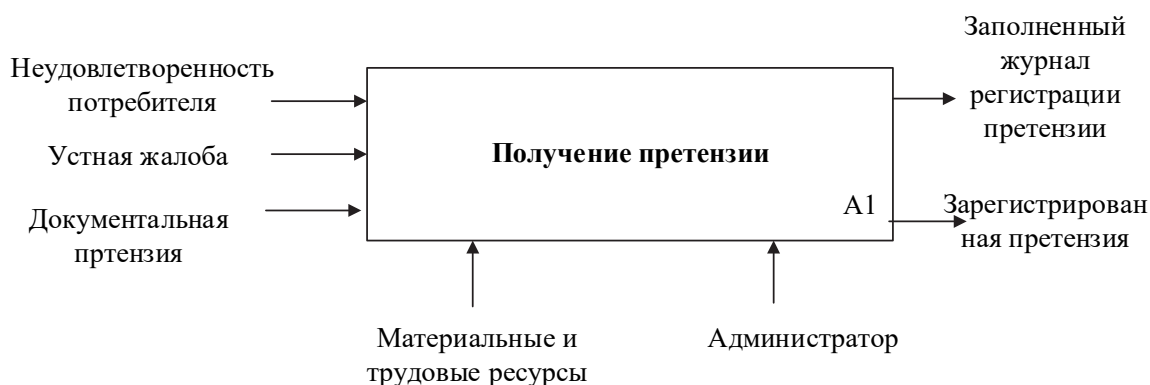 Неудовлетворенность
потребителя
Устная жалоба
Документальная
пртензия
Получение претензии
А1
Заполненный
журнал
регистрации
претензии
Зарегистрирован
ная претензия
Материальные и
трудовые ресурсы
Администратор